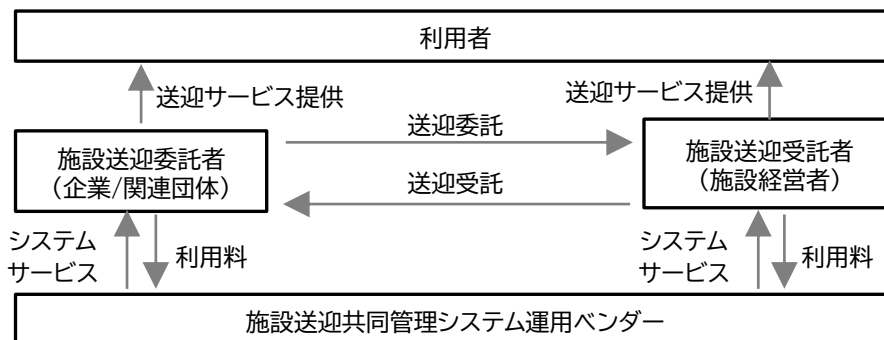 利用者
送迎サービス提供
送迎サービス提供
施設送迎委託者
（企業/関連団体）
送迎委託
送迎受託
施設送迎受託者
（施設経営者）
システム
サービス
利用料
システム
サービス
利用料
施設送迎共同管理システム運用ベンダー